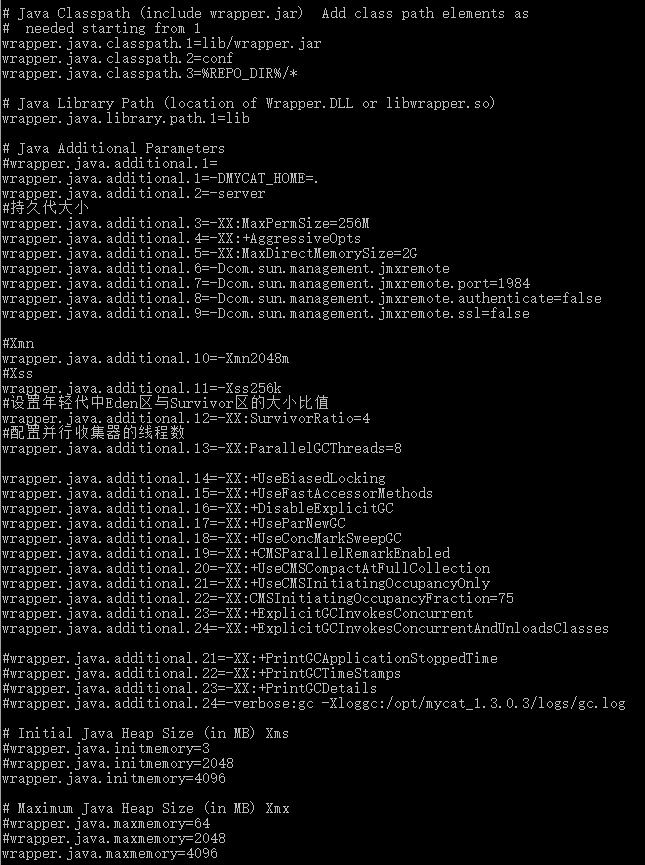 # Java Classpath (include wrapper.jar)  Add class path elements as
#  needed starting from 1
wrapper.java.classpath.1=lib/wrapper.jar
wrapper.java.classpath.2=conf
wrapper.java.classpath.3=%REPO_DIR%/*
# Java Library Path (location of Wrapper.DLL or libwrapper.so)
wrapper.java.library.path.1=lib
# Java Additional Parameters
#wrapper.java.additional.1=
wrapper.java.additional.1=-DMYCAT_HOME=.
wrapper.java.additional.2=-server
#持久代大小
wrapper.java.additional.3=-XX:MaxPermSize=256M
wrapper.java.additional.4=-XX:+AggressiveOpts
wrapper.java.additional.5=-XX:MaxDirectMemorySize=2G
wrapper.java.additional.6=-Dcom.sun.management.jmxremote
wrapper.java.additional.7=-Dcom.sun.management.jmxremote.port=1984
wrapper.java.additional.8=-Dcom.sun.management.jmxremote.authenticate=false
wrapper.java.additional.9=-Dcom.sun.management.jmxremote.ssl=false
#Xmn
wrapper.java.additional.10=-Xmn2048m
#Xss
wrapper.java.additional.11=-Xss256k
#设置年轻代中Eden区与Survivor区的大小比值
wrapper.java.additional.12=-XX:SurvivorRatio=4
#配置并行收集器的线程数
wrapper.java.additional.13=-XX:ParallelGCThreads=8
wrapper.java.additional.14=-XX:+UseBiasedLocking
wrapper.java.additional.15=-XX:+UseFastAccessorMethods
wrapper.java.additional.16=-XX:+DisableExplicitGC
wrapper.java.additional.17=-XX:+UseParNewGC
wrapper.java.additional.18=-XX:+UseConcMarkSweepGC
wrapper.java.additional.19=-XX:+CMSParallelRemarkEnabled
wrapper.java.additional.20=-XX:+UseCMSCompactAtFullCollection
wrapper.java.additional.21=-XX:+UseCMSInitiatingOccupancyOnly
wrapper.java.additional.22=-XX:CMSInitiatingOccupancyFraction=75
wrapper.java.additional.23=-XX:+ExplicitGCInvokesConcurrent
wrapper.java.additional.24=-XX:+ExplicitGCInvokesConcurrentAndUnloadsClasses
#wrapper.java.additional.21=-XX:+PrintGCApplicationStoppedTime
#wrapper.java.additional.22=-XX:+PrintGCTimeStamps
#wrapper.java.additional.23=-XX:+PrintGCDetails
#wrapper.java.additional.24=-verbose:gc -Xloggc:/opt/mycat_1.3.0.3/logs/gc.log
# Initial Java Heap Size (in MB) Xms
#wrapper.java.initmemory=3
#wrapper.java.initmemory=2048
wrapper.java.initmemory=4096
# Maximum Java Heap Size (in MB) Xmx
#wrapper.java.maxmemory=64
#wrapper.java.maxmemory=2048
wrapper.java.maxmemory=4096